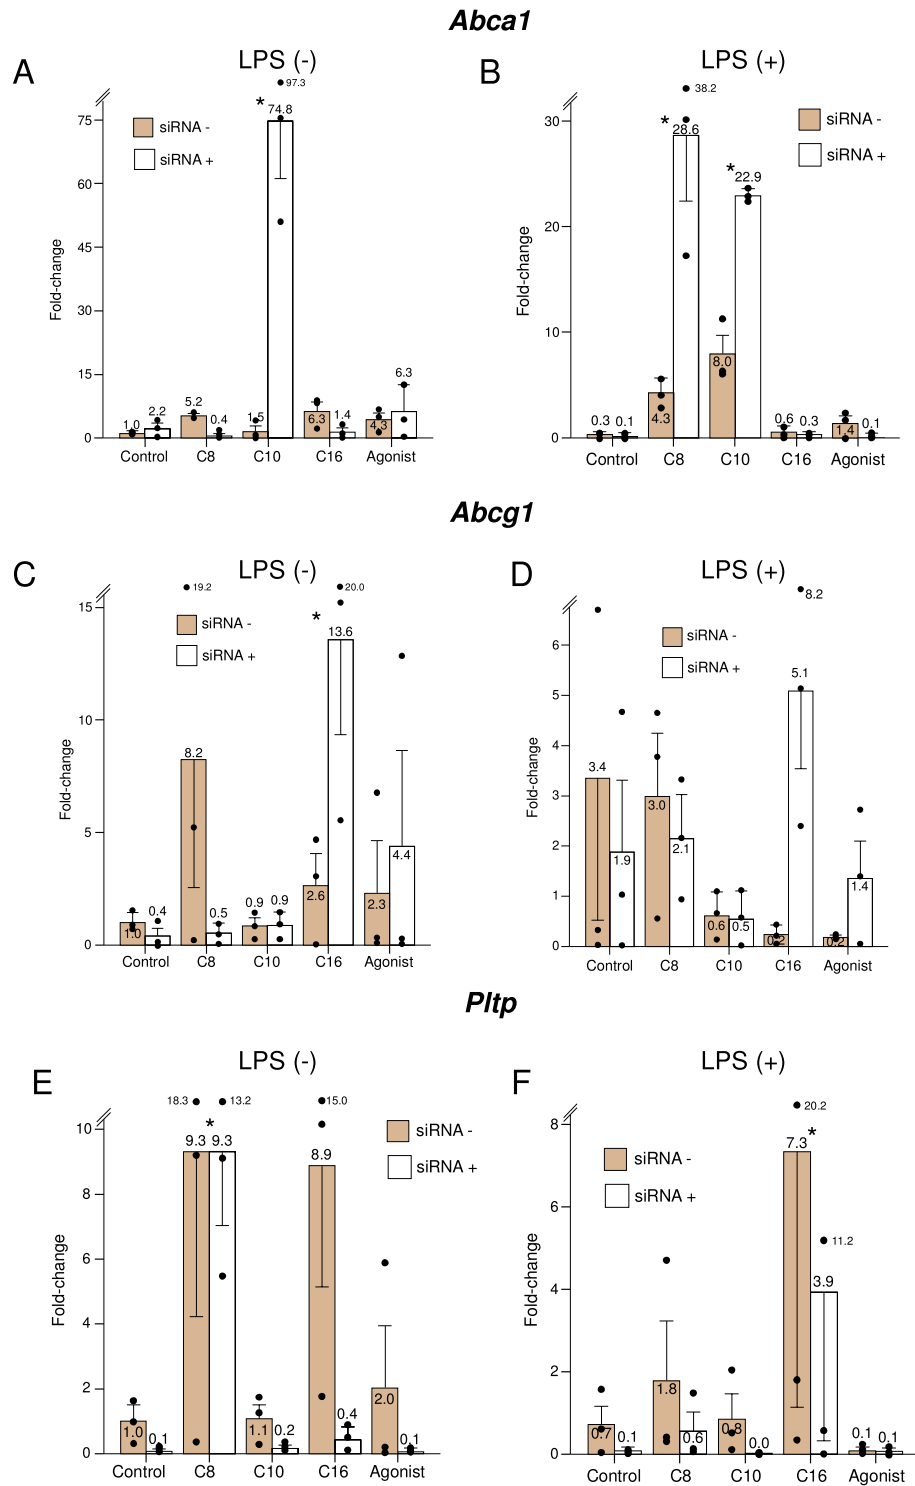 Abca1
A
LPS (-)
97.3
*
74.8
siRNA -
siRNA +
75
60
45
30
15
0
Fold-change
1.0
2.2
5.2
0.4
1.5
6.3
1.4
4.3
6.3
Control C8 C10 C16 Agonist
B
LPS (+)
38.2
*
28.6
*
22.9
siRNA -
siRNA +
30
20
10
0
Fold-change
0.3
0.1
4.3
8.0
0.6
0.3
1.4
0.1
Control C8 C10 C16 Agonist
Abcg1
C
LPS (-)
19.2
20.0
*
13.6
siRNA -
siRNA +
15
10
5
0
Fold-change
1.0
0.4
8.2
0.5
0.9
0.9
2.6
2.3
4.4
Control C8 C10 C16 Agonist
D
LPS (+)
8.2
siRNA -
siRNA +
6
5
4
3
2
1
0
Fold-change
3.4
1.9
3.0
2.1
0.6
0.5
0.2
5.1
0.2
1.4
Control C8 C10 C16 Agonist
Pltp
E
LPS (-)
18.3
13.2
15.0
*
siRNA -
siRNA +
10
8
6
4
2
0
Fold-change
1.0
0.1
9.3
9.3
1.1
0.2
8.9
0.4
2.0
0.1
Control C8 C10 C16 Agonist
F
LPS (+)
20.2
*
siRNA -
siRNA +
8
6
4
2
0
Fold-change
0.7
0.1
1.8
0.6
0.8
0.0
7.3
11.2
3.9
0.1
0.1
Control C8 C10 C16 Agonist